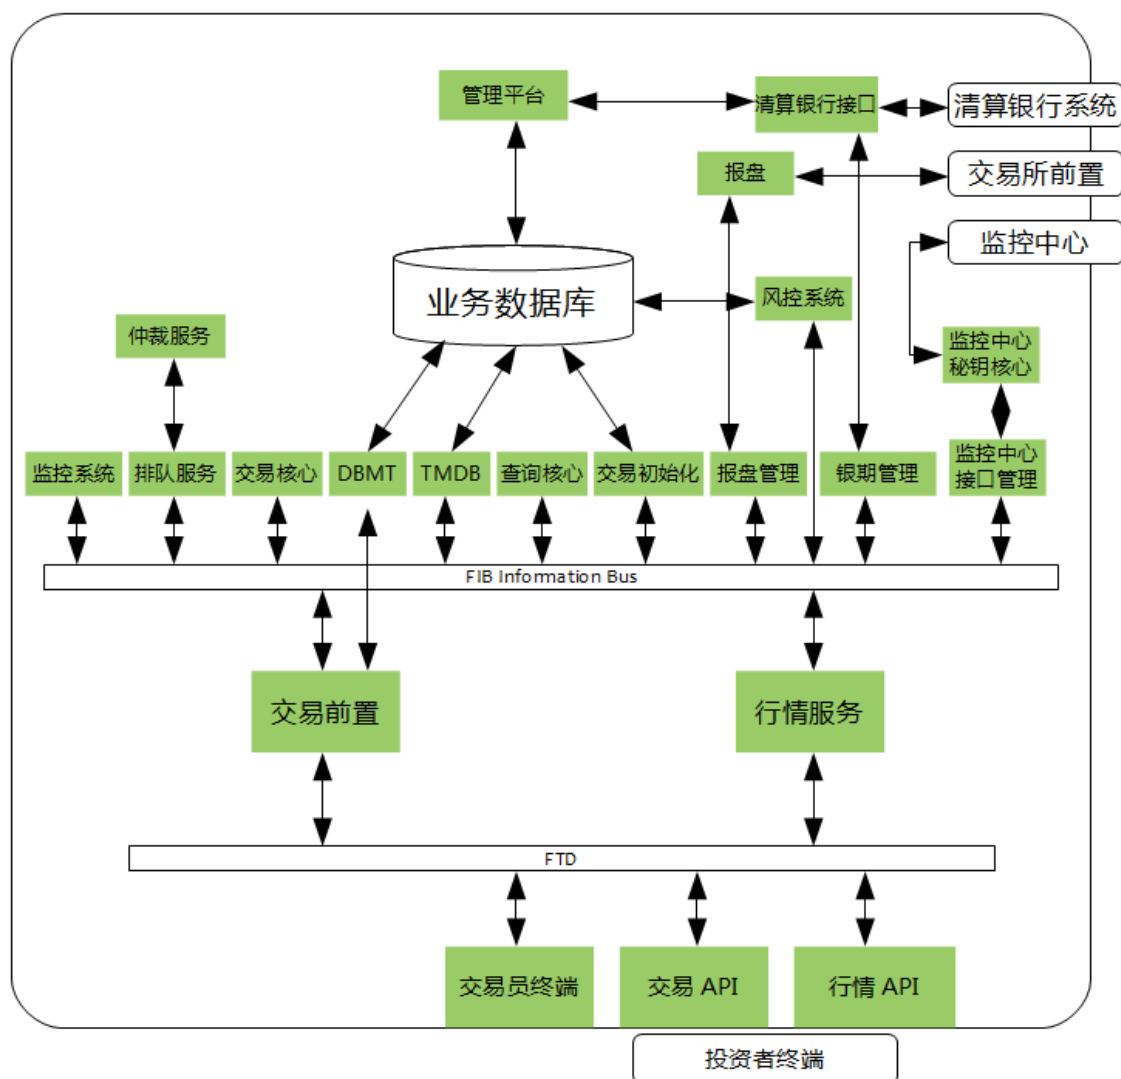 管理平台
清算银行接口
清算银行系统
报盘
交易所前置
监控中心
业务数据库
风控系统
仲裁服务
监控中心
秘钥核心
监控系统
排队服务
交易核心
DBMT
TMDB
查询核心
交易初始化
报盘管理
银期管理
监控中心
接口管理
FIB Information Bus
交易前置
行情服务
FTD
交易员终端
交易 API
行情 API
投资者终端